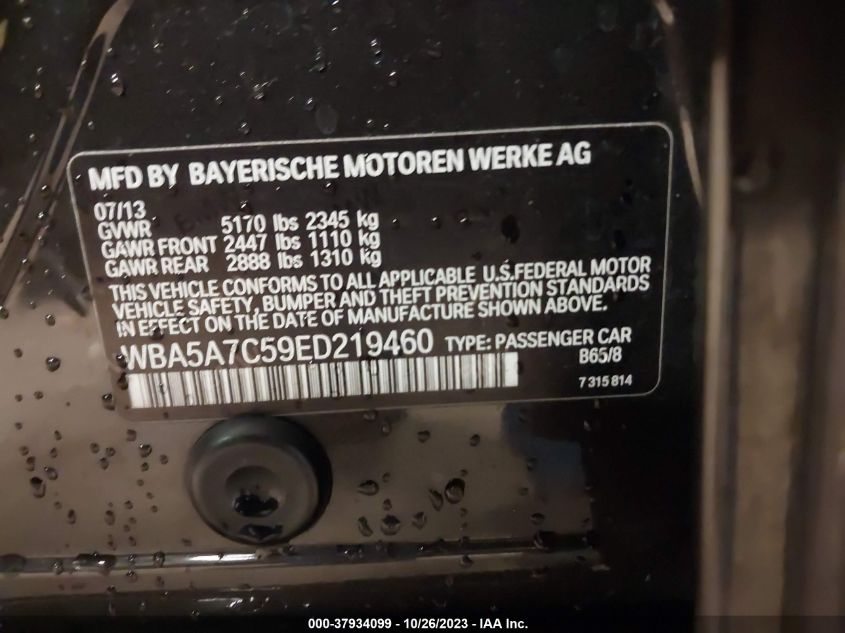 MFD BY BAYERISCHE MOTOREN WERKE AG
07/13
GVWR 5170 lbs 2345 kg
GAWR FRONT 2447 lbs 1110 kg
GAWR REAR 2888 lbs 1310 kg
THIS VEHICLE CONFORMS TO ALL APPLICABLE U.S.FEDERAL MOTOR
VEHICLE SAFETY, BUMPER AND THEFT PREVENTION STANDARDS
IN EFFECT ON THE DATE OF MANUFACTURE SHOWN ABOVE.
WBA5A7C59ED219460 TYPE: PASSENGER CAR
B65/8
7 315 814
000-37934099 - 10/26/2023 - IAA Inc.